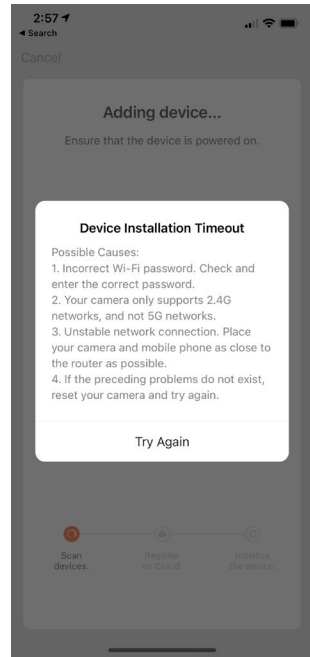 2:57
◀ Search
Cancel
Adding device...
Ensure that the device is powered on.
Device Installation Timeout
Possible Causes:
1. Incorrect Wi-Fi password. Check and
enter the correct password.
2. Your camera only supports 2.4G
networks, and not 5G networks.
3. Unstable network connection. Place
your camera and mobile phone as close to
the router as possible.
4. If the preceding problems do not exist,
reset your camera and try again.
Try Again
Scan
devices.
Register
on Cloud.
Initialize
the device.